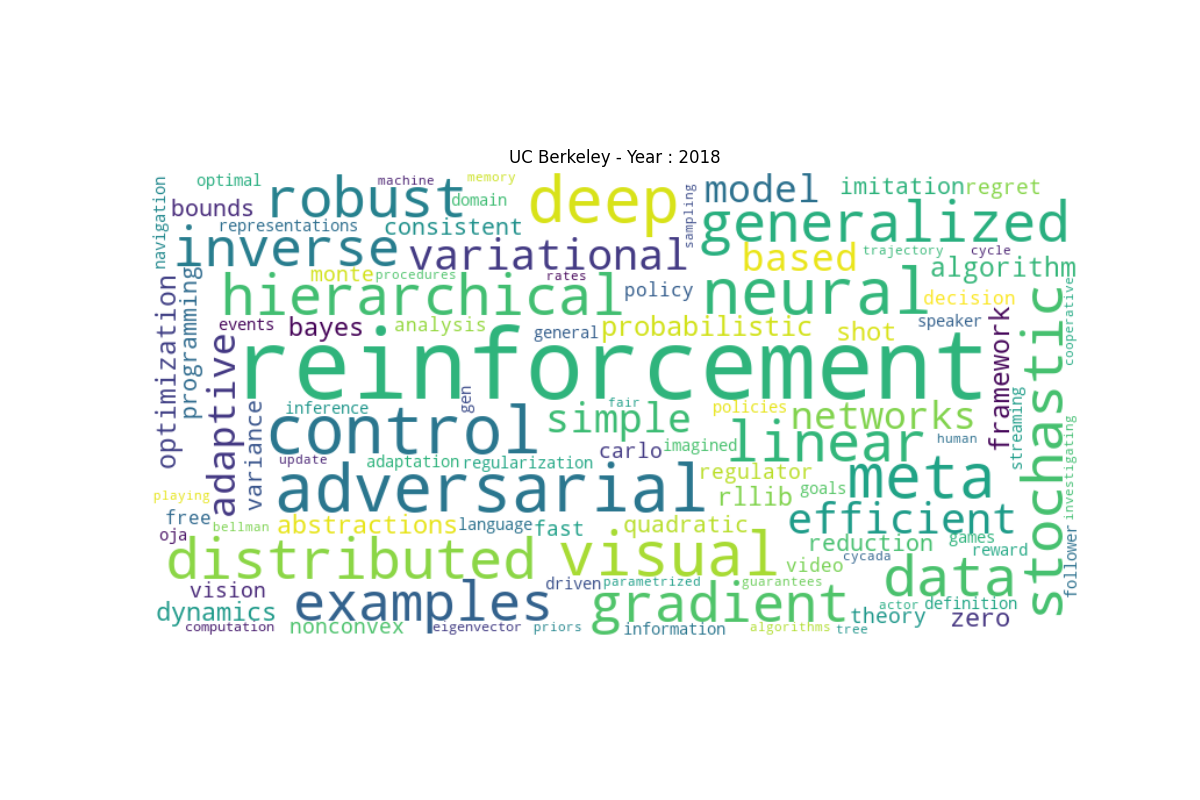 UC Berkeley - Year : 2018
navigation
optimal
machine
memory
robust
deep
model
imitation
regret
bounds
domain
sampling
representations
consistent
generalized
inverse
variational
based
trajectory
cycle
algorithm
monte
procedures
rates
hierarchical
policy
neural
decision
programming
optimization
events
bayes
analysis
general
probabilistic
shot
speaker
framework
stochastic
cooperative
reinforcement
adaptive
variance
inference
gen
fair
simple
policies
networks
streaming
control
carlo
imagined
linear
human
investigating
update
adaptation
regularization
regulator
meta
playing
adversarial
rllib
goals
free
bellman
abstractions
language
fast
quadratic
efficient
oja
reduction
games
distributed
visual
video
cycada
reward
follower
vision
driven
parametrized
guarantees
data
dynamics
examples
gradient
theory
actor
definition
zero
computation
nonconvex
eigenvector
priors
information
algorithms
tree